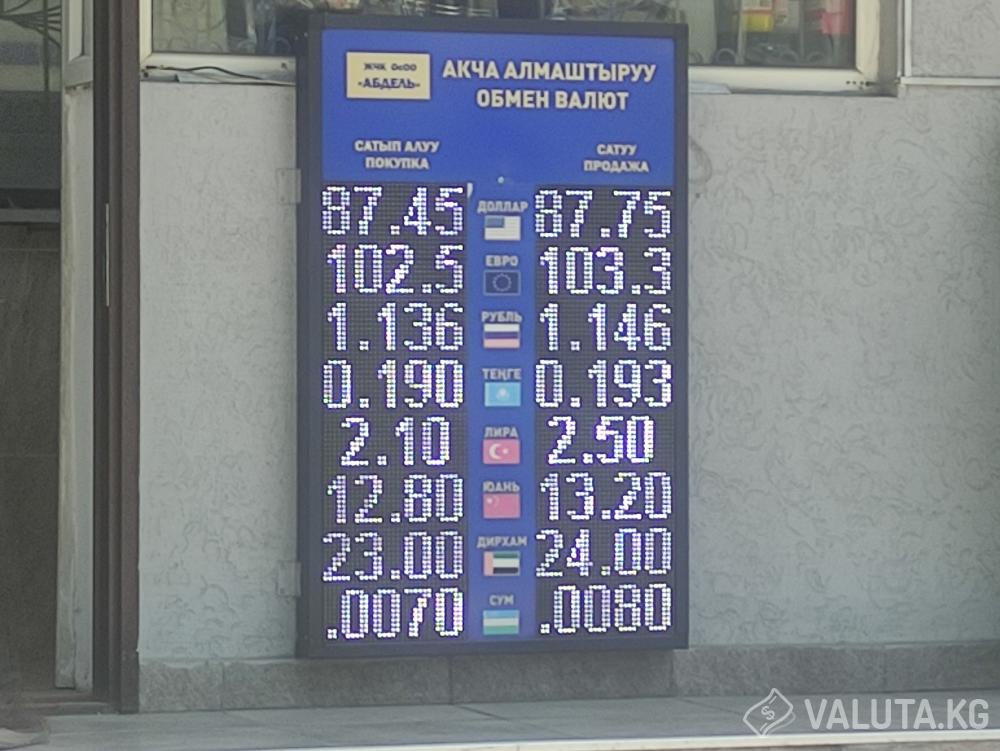 ЖЧК ОсОО
«АБДЕЛЬ»
АКЧА АЛМАШТЫРУУ
ОБМЕН ВАЛЮТ
САТЫП АЛУУ
ПОКУПКА
САТУУ
ПРОДАЖА
87.45 ДОЛЛАР 87.75
102.5 ЕВРО 103.3
1.136 РУБЛЬ 1.146
0.190 ТЕҢГЕ 0.193
2.10 ЛИРА 2.50
12.80 ЮАНЬ 13.20
23.00 ДИРХАМ 24.00
.0070 СУМ .0080
VALUTA.KG